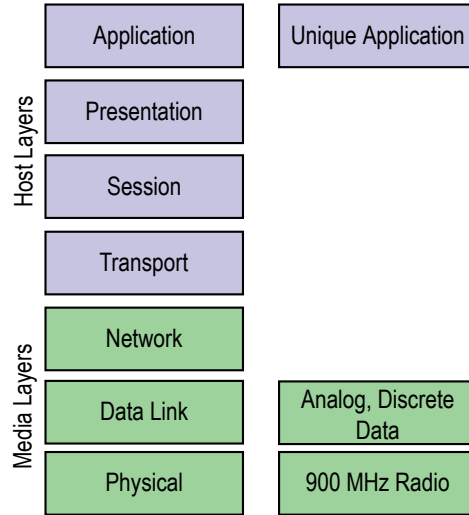 Application
Unique Application
Host Layers
Presentation
Session
Transport
Media Layers
Network
Data Link
Analog, Discrete
Data
Physical
900 MHz Radio